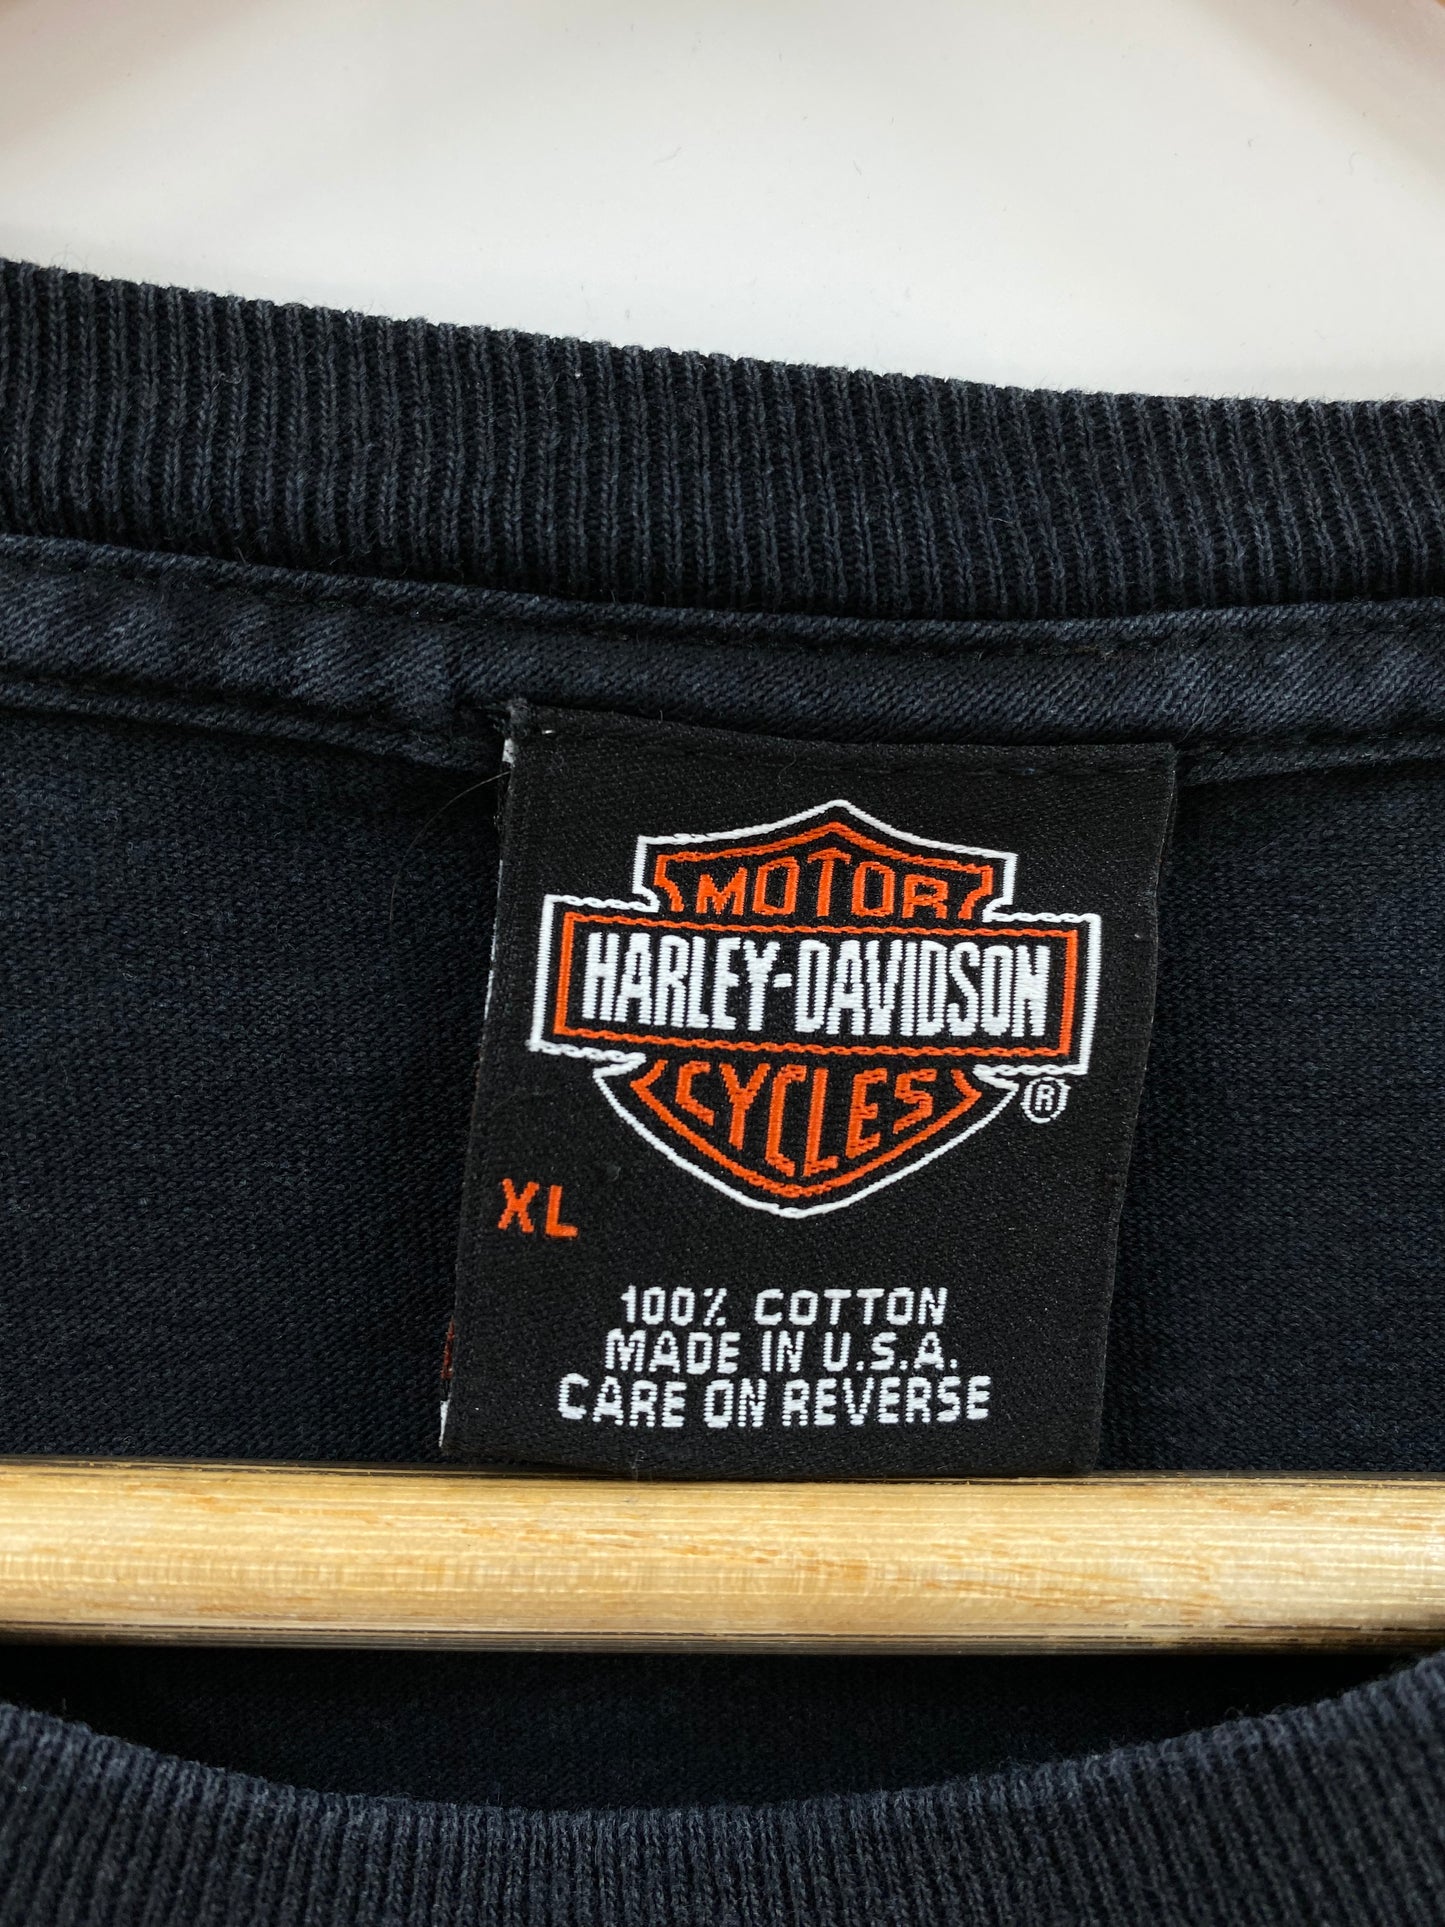 MOTOR
HARLEY-DAVIDSON
CYCLES
®
XL
100% COTTON
MADE IN U.S.A.
CARE ON REVERSE